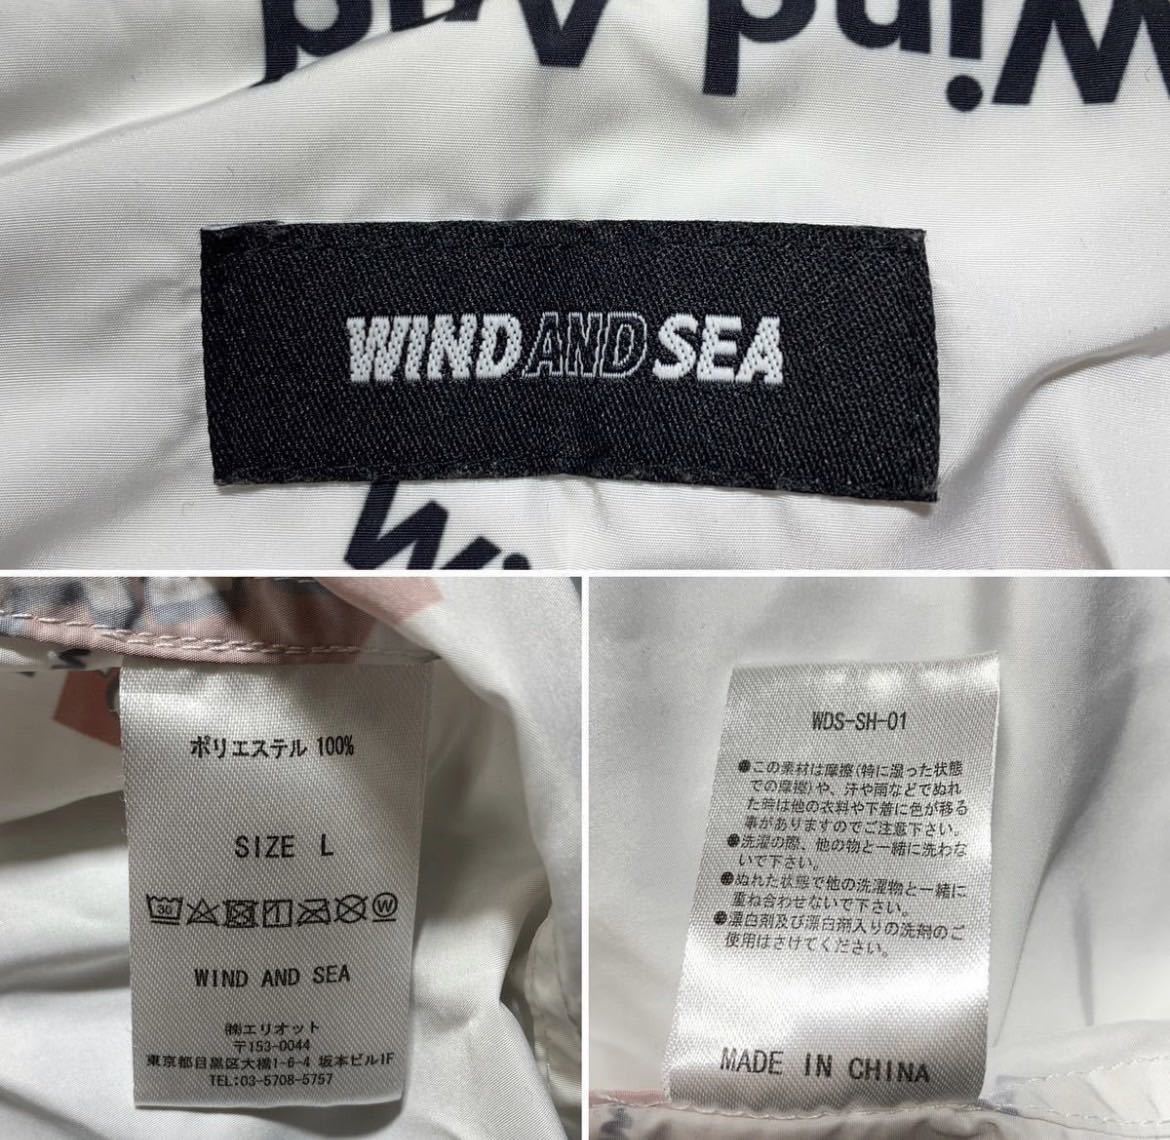 Wind And
WIND AND SEA
Wi
ポリエステル 100%
SIZE L
30
W
WIND AND SEA
㈱エリオット
〒153-0044
東京都目黒区大橋1-6-4 坂本ビル1F
TEL:03-5708-5757
WDS-SH-01
●この素材は摩擦(特に湿った状態
での摩擦)や、汗や雨などでぬれ
た時は他の衣料や下着に色が移る
事がありますのでご注意下さい。
●洗濯の際、他の物と一緒に洗わな
いで下さい。
●ぬれた状態で他の洗濯物と一緒に
重ね合わせないで下さい。
●漂白剤及び漂白剤入りの洗剤のご
使用はさけてください。
MADE IN CHINA